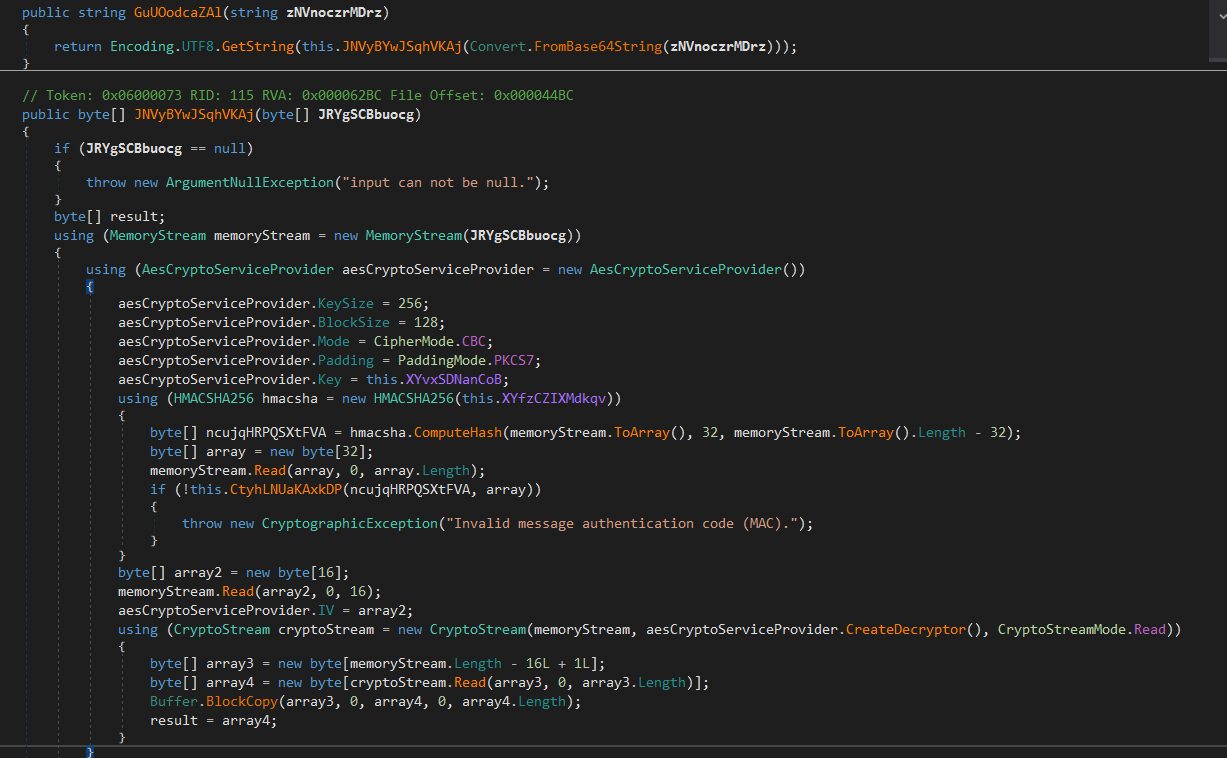 public string GuUOodcaZAl(string zNVnoczrMDrz)
{
return Encoding.UTF8.GetString(this.JNVyBYwJSqhVKAj(Convert.FromBase64String(zNVnoczrMDrz)));
}
// Token: 0x06000073 RID: 115 RVA: 0x000062BC File Offset: 0x000044BC
public byte[] JNVyBYwJSqhVKAj(byte[] JRYgSCBbuocg)
{
if (JRYgSCBbuocg == null)
{
throw new ArgumentNullException("input can not be null.");
}
byte[] result;
using (MemoryStream memoryStream = new MemoryStream(JRYgSCBbuocg))
{
using (AesCryptoServiceProvider aesCryptoServiceProvider = new AesCryptoServiceProvider())
{
aesCryptoServiceProvider.KeySize = 256;
aesCryptoServiceProvider.BlockSize = 128;
aesCryptoServiceProvider.Mode = CipherMode.CBC;
aesCryptoServiceProvider.Padding = PaddingMode.PKCS7;
aesCryptoServiceProvider.Key = this.XYvxSDNanCoB;
using (HMACSHA256 hmacsha = new HMACSHA256(this.XYfzCZIXMdkqv))
{
byte[] ncujqHRPQSXtFVA = hmacsha.ComputeHash(memoryStream.ToArray(), 32, memoryStream.ToArray().Length - 32);
byte[] array = new byte[32];
memoryStream.Read(array, 0, array.Length);
if (!this.CtyhLNUaKAxkDP(ncujqHRPQSXtFVA, array))
{
throw new CryptographicException("Invalid message authentication code (MAC).");
}
}
byte[] array2 = new byte[16];
memoryStream.Read(array2, 0, 16);
aesCryptoServiceProvider.IV = array2;
using (CryptoStream cryptoStream = new CryptoStream(memoryStream, aesCryptoServiceProvider.CreateDecryptor(), CryptoStreamMode.Read))
{
byte[] array3 = new byte[memoryStream.Length - 16L + 1L];
byte[] array4 = new byte[cryptoStream.Read(array3, 0, array3.Length)];
Buffer.BlockCopy(array3, 0, array4, 0, array4.Length);
result = array4;
}
}